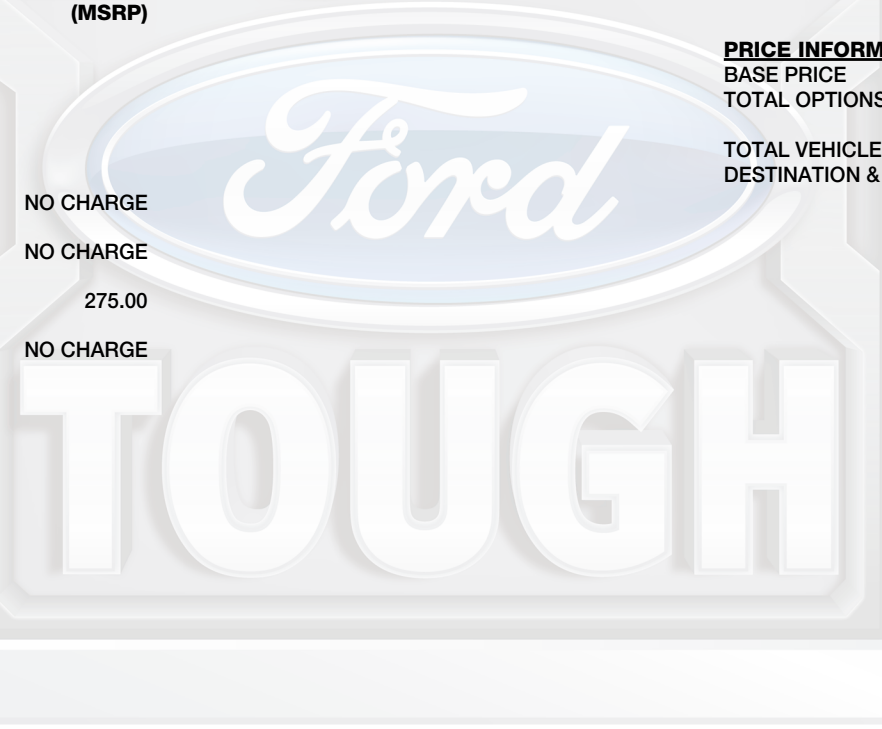 (MSRP)
NO CHARGE
NO CHARGE
275.00
NO CHARGE
PRICE INFORM
BASE PRICE
TOTAL OPTIONS
TOTAL VEHICLE
DESTINATION &
Ford
TOUGH